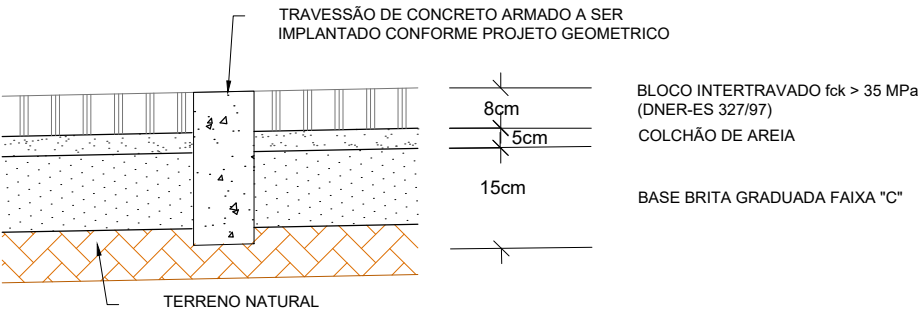 TRAVESSÃO DE CONCRETO ARMADO A SER
IMPLANTADO CONFORME PROJETO GEOMETRICO
8cm
BLOCO INTERTRAVADO fck > 35 MPa
(DNER-ES 327/97)
5cm
COLCHÃO DE AREIA
15cm
BASE BRITA GRADUADA FAIXA "C"
TERRENO NATURAL